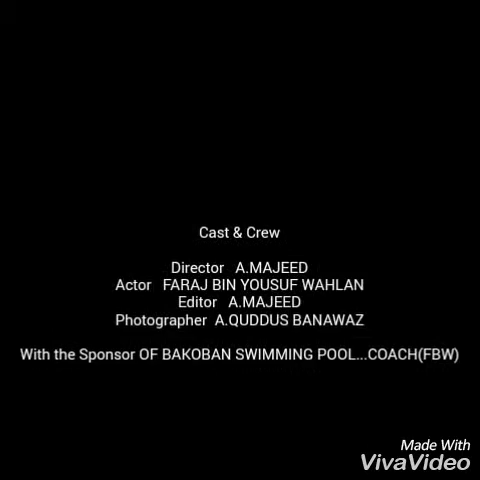 Cast & Crew
Director A.MAJEED
Actor FARAJ BIN YOUSUF WAHLAN
Editor A.MAJEED
Photographer A.QUDDUS BANAWAZ
With the Sponsor OF BAKOBAN SWIMMING POOL...COACH(FBW)
Made With
VivaVideo